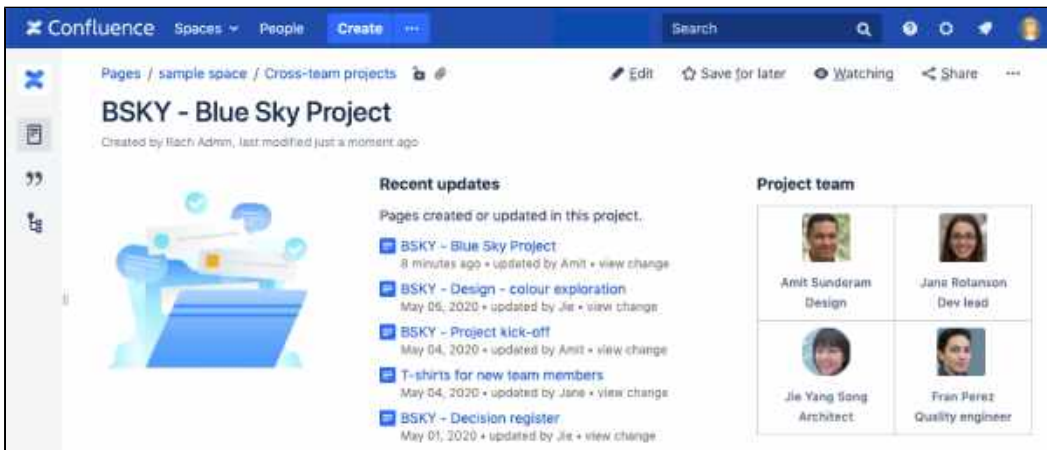 Confluence Spaces People Create ··· Search
Pages / sample space / Cross-team projects
Edit Save for later Watching Share ···
BSKY - Blue Sky Project
Created by Rach Admin, last modified just a moment ago
Recent updates
Pages created or updated in this project.
BSKY - Blue Sky Project
8 minutes ago • updated by Amit • view change
BSKY - Design - colour exploration
May 06, 2020 • updated by Jie • view change
BSKY - Project kick-off
May 04, 2020 • updated by Amit • view change
T-shirts for new team members
May 04, 2020 • updated by Jane • view change
BSKY - Decision register
May 01, 2020 • updated by Jie • view change
Project team
Amit Sunderam
Design
Jane Rotanson
Dev lead
Jie Yang Song
Architect
Fran Perez
Quality engineer